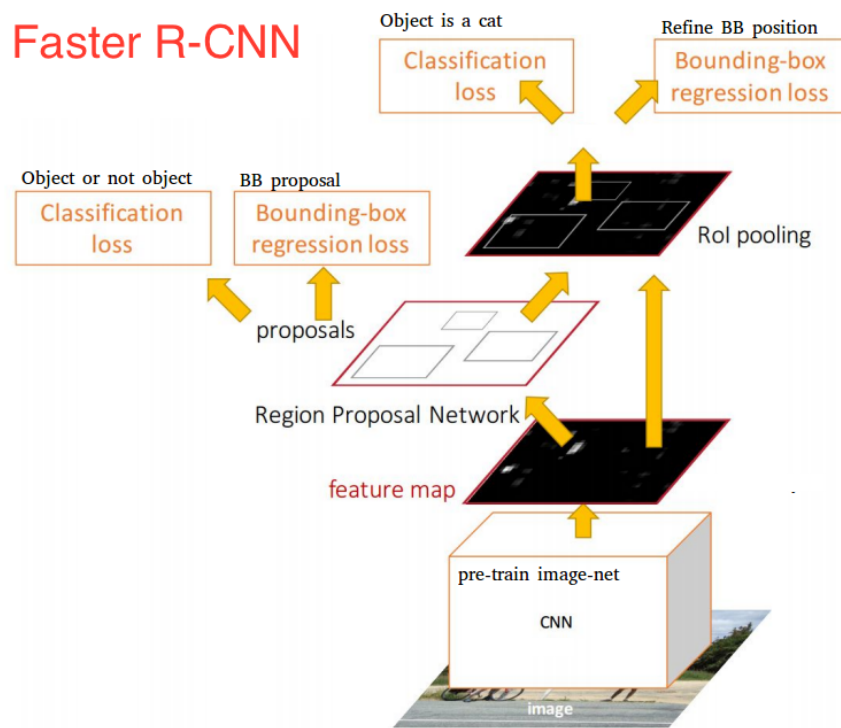 Faster R-CNN
Object is a cat
Refine BB position
Classification
loss
Bounding-box
regression loss
Object or not object
BB proposal
Classification
loss
Bounding-box
regression loss
RoI pooling
proposals
Region Proposal Network
feature map
pre-train image-net
CNN
image